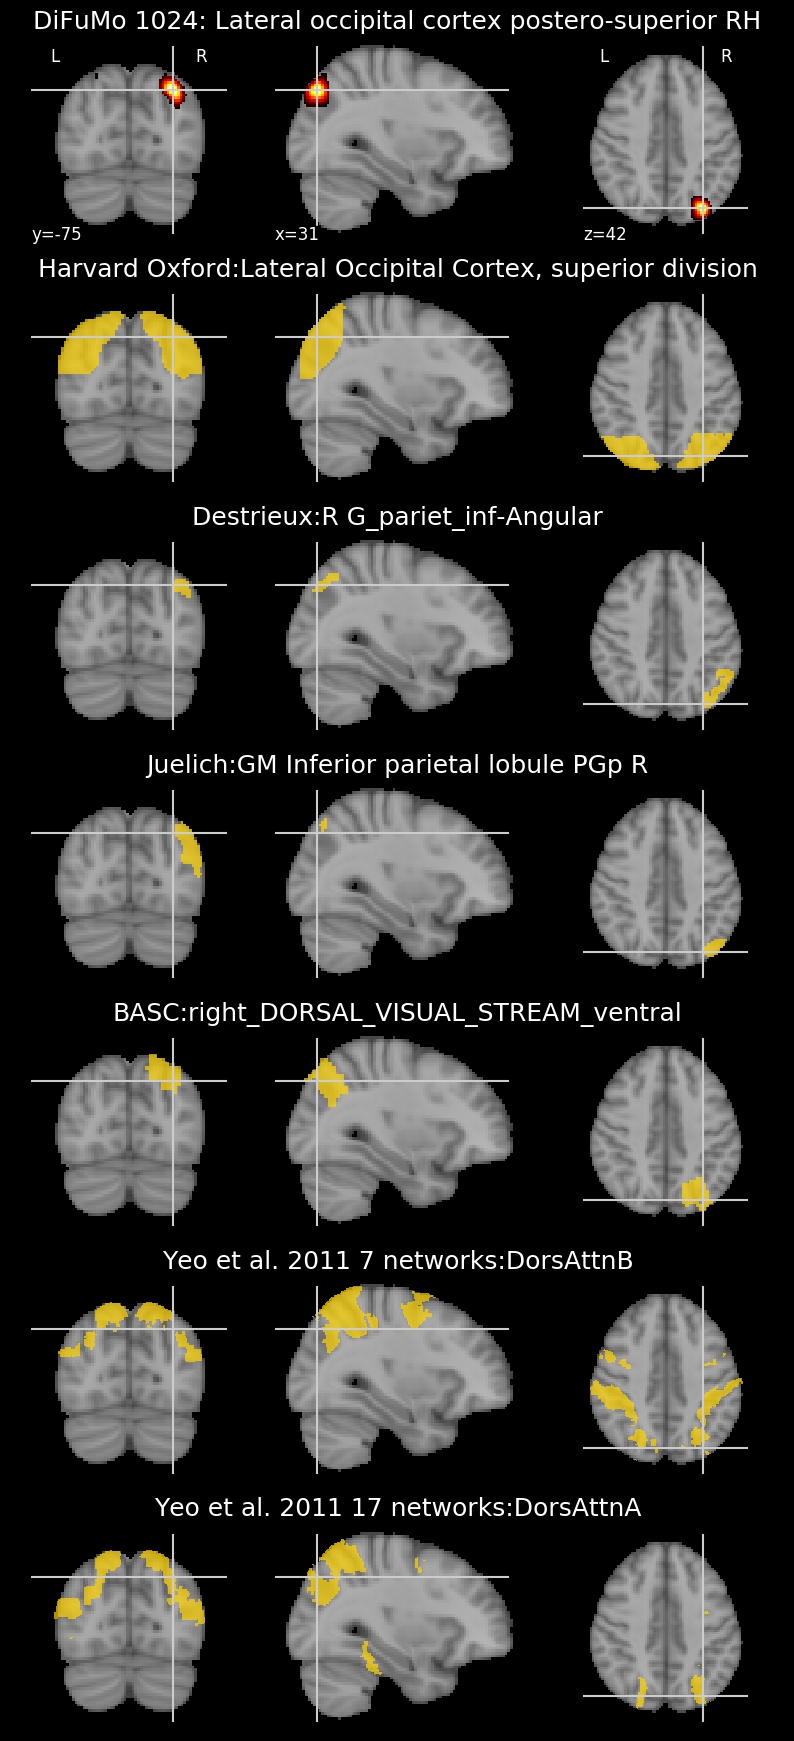 DiFuMo 1024: Lateral occipital cortex postero-superior RH
L R L R
y=-75 x=31 z=42
Harvard Oxford:Lateral Occipital Cortex, superior division
Destrieux:R G_pariet_inf-Angular
Juelich:GM Inferior parietal lobule PGp R
BASC:right_DORSAL_VISUAL_STREAM_ventral
Yeo et al. 2011 7 networks:DorsAttnB
Yeo et al. 2011 17 networks:DorsAttnA